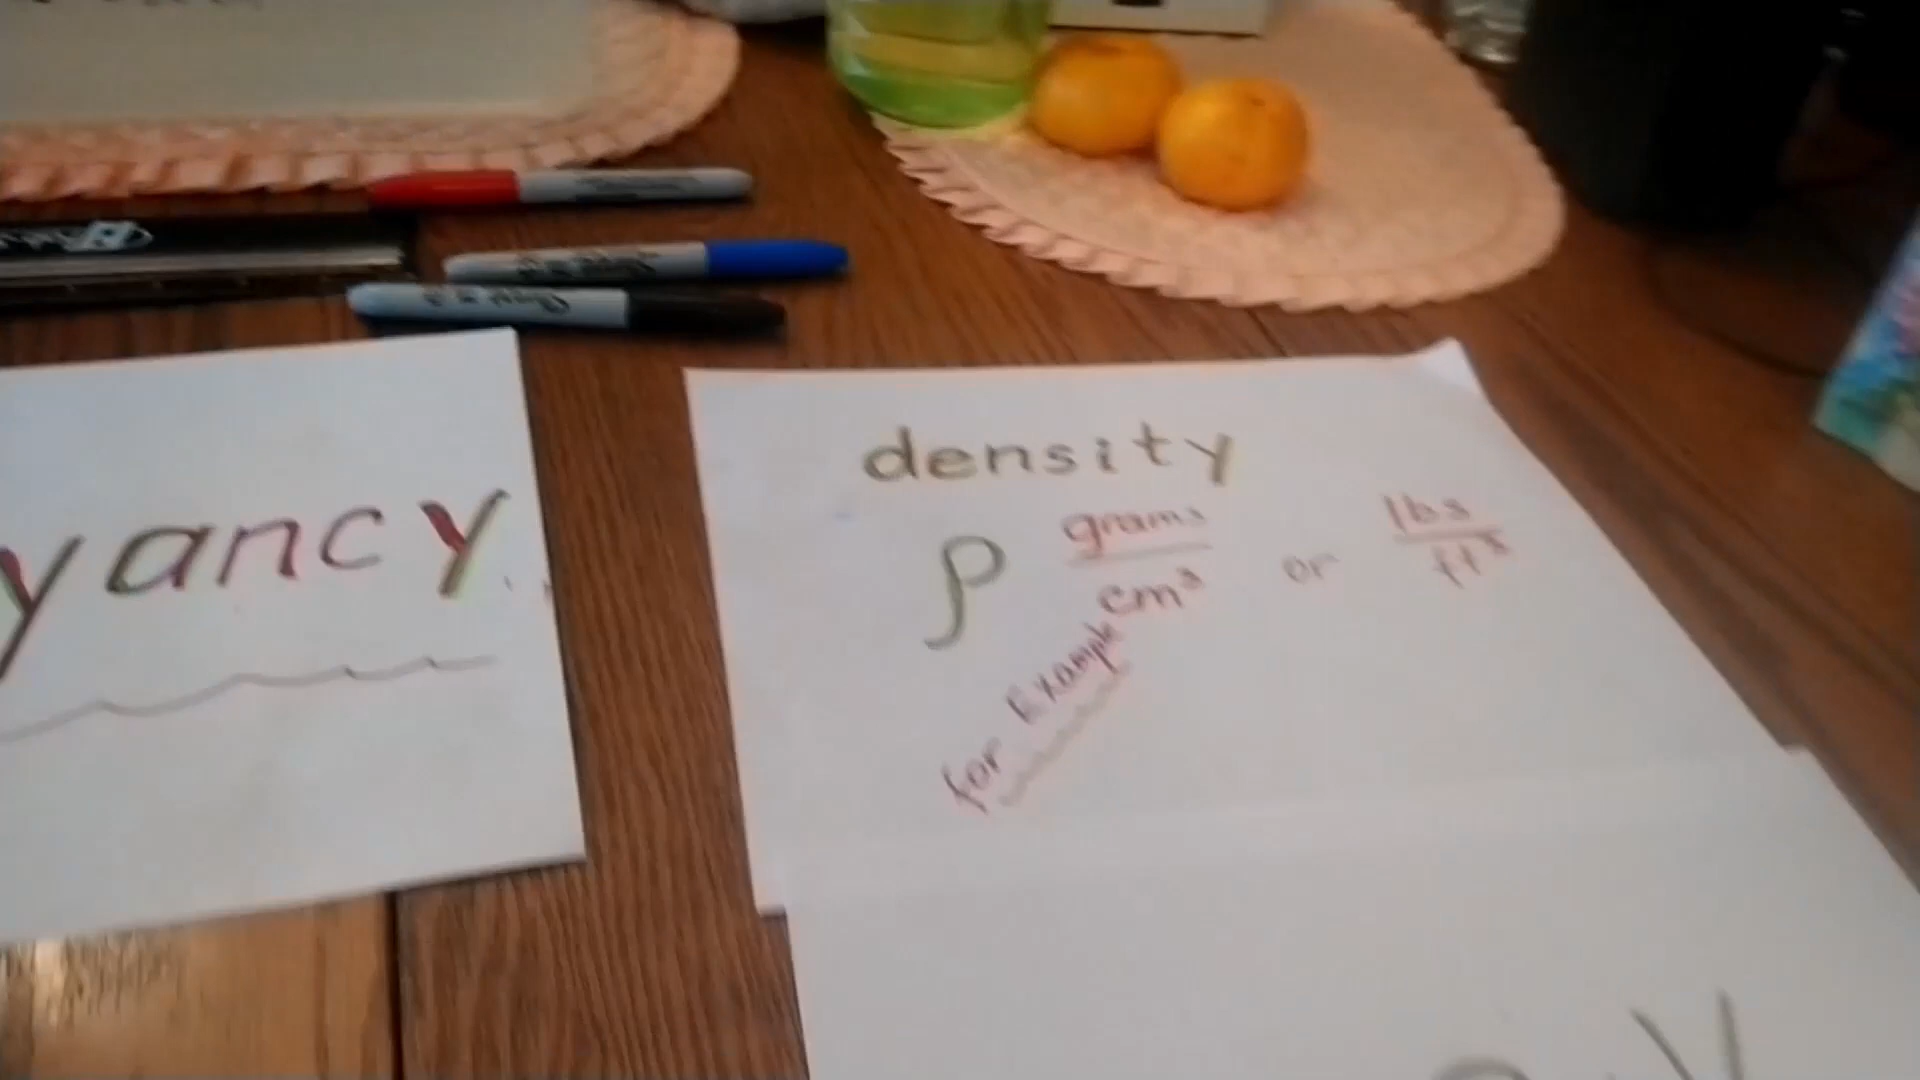 yancy
density
ρ grams / cm³ or lbs / ft³
for Example